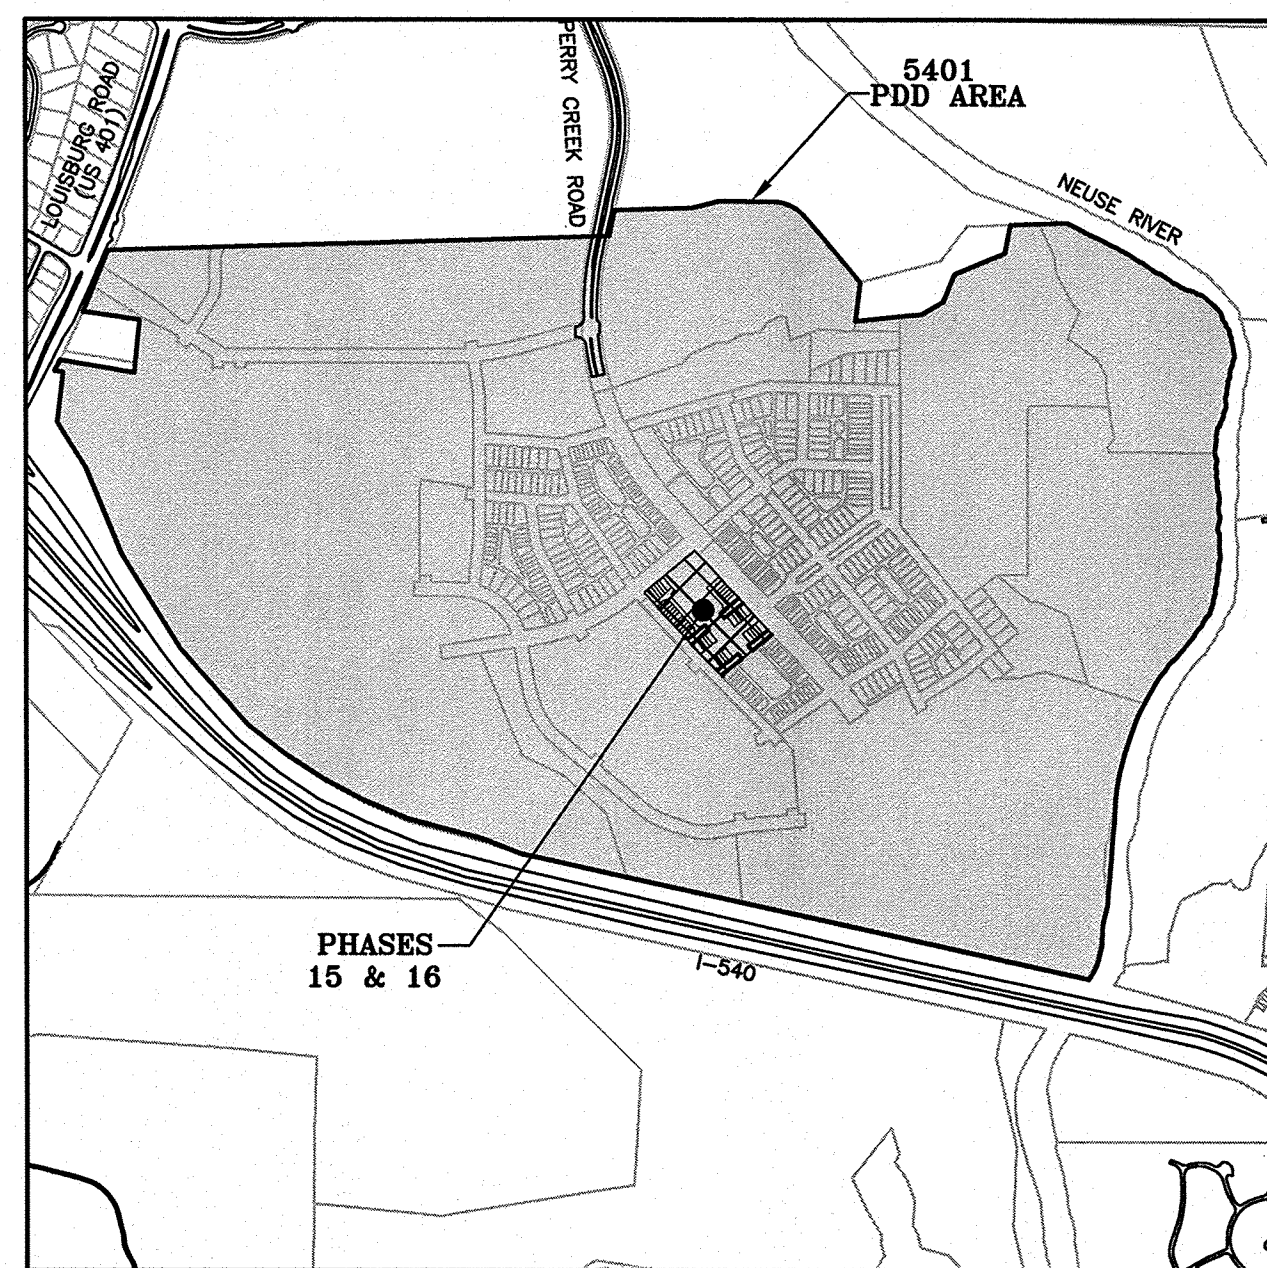 LOUISBURG ROAD
(US 401)
PERRY CREEK ROAD
5401
PDD AREA
NEUSE RIVER
PHASES
15 & 16
I-540